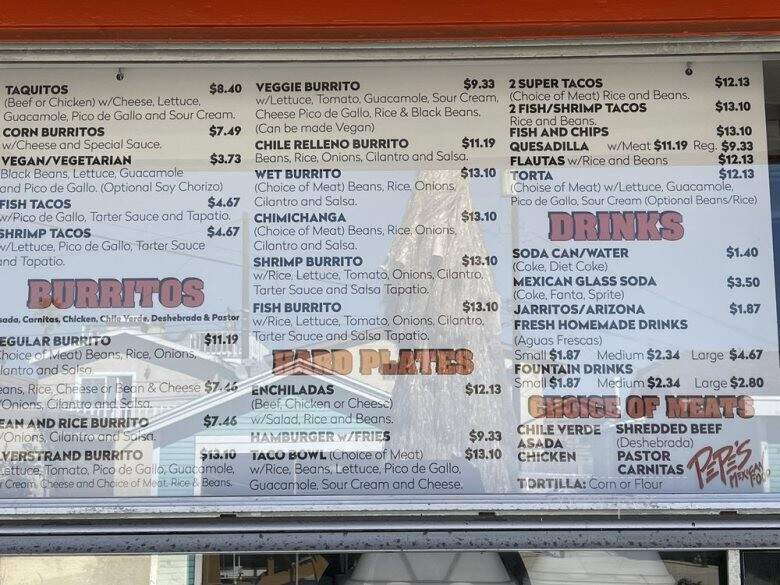 TAQUITOS $8.40
(Beef or Chicken) w/Cheese, Lettuce,
Guacamole, Pico de Gallo and Sour Cream.
CORN BURRITOS $7.49
w/Cheese and Special Sauce.
VEGAN/VEGETARIAN $3.73
Black Beans, Lettuce, Guacamole
and Pico de Gallo. (Optional Soy Chorizo)
FISH TACOS $4.67
w/Pico de Gallo, Tarter Sauce and Tapatio.
SHRIMP TACOS $4.67
w/Lettuce, Pico de Gallo, Tarter Sauce
and Tapatio.
BURRITOS
sada, Carnitas, Chicken, Chile Verde, Deshebrada & Pastor
EGULAR BURRITO $11.19
Choice of Meat) Beans, Rice, Onions,
lantro and Salsa.
eans, Rice, Cheese or Bean & Cheese $7.46
/Onions, Cilantro and Salsa.
EAN AND RICE BURRITO $7.46
/Onions, Cilantro and Salsa.
LVERSTRAND BURRITO $13.10
Lettuce, Tomato, Pico de Gallo, Guacamole,
r Cream, Cheese and Choice of Meat, Rice & Beans.
VEGGIE BURRITO $9.33
w/Lettuce, Tomato, Guacamole, Sour Cream,
Cheese Pico de Gallo, Rice & Black Beans.
(Can be made Vegan)
CHILE RELLENO BURRITO $11.19
Beans, Rice, Onions, Cilantro and Salsa.
WET BURRITO $13.10
(Choice of Meat) Beans, Rice, Onions,
Cilantro and Salsa.
CHIMICHANGA $13.10
(Choice of Meat) Beans, Rice, Onions,
Cilantro and Salsa.
SHRIMP BURRITO $13.10
w/Rice, Lettuce, Tomato, Onions, Cilantro,
Tarter Sauce and Salsa Tapatio.
FISH BURRITO $13.10
w/Rice, Lettuce, Tomato, Onions, Cilantro,
Tarter Sauce and Salsa Tapatio.
HARD PLATES
ENCHILADAS $12.13
(Beef, Chicken or Cheese)
w/Salad, Rice and Beans.
HAMBURGER w/FRIES $9.33
TACO BOWL (Choice of Meat) $13.10
w/Rice, Beans, Lettuce, Pico de Gallo,
Guacamole, Sour Cream and Cheese.
2 SUPER TACOS $12.13
(Choice of Meat) Rice and Beans.
2 FISH/SHRIMP TACOS $13.10
Rice and Beans.
FISH AND CHIPS $13.10
QUESADILLA w/Meat $11.19 Reg. $9.33
FLAUTAS w/Rice and Beans $12.13
TORTA $12.13
(Choise of Meat) w/Lettuce, Guacamole,
Pico de Gallo, Sour Cream (Optional Beans/Rice)
DRINKS
SODA CAN/WATER $1.40
(Coke, Diet Coke)
MEXICAN GLASS SODA $3.50
(Coke, Fanta, Sprite)
JARRITOS/ARIZONA $1.87
FRESH HOMEMADE DRINKS
(Aguas Frescas)
Small $1.87 Medium $2.34 Large $4.67
FOUNTAIN DRINKS
Small $1.87 Medium $2.34 Large $2.80
CHOICE OF MEATS
CHILE VERDE SHREDDED BEEF
ASADA (Deshebrada)
CHICKEN PASTOR
CARNITAS
TORTILLA: Corn or Flour
PEPE'S
MEXICAN
FOOD